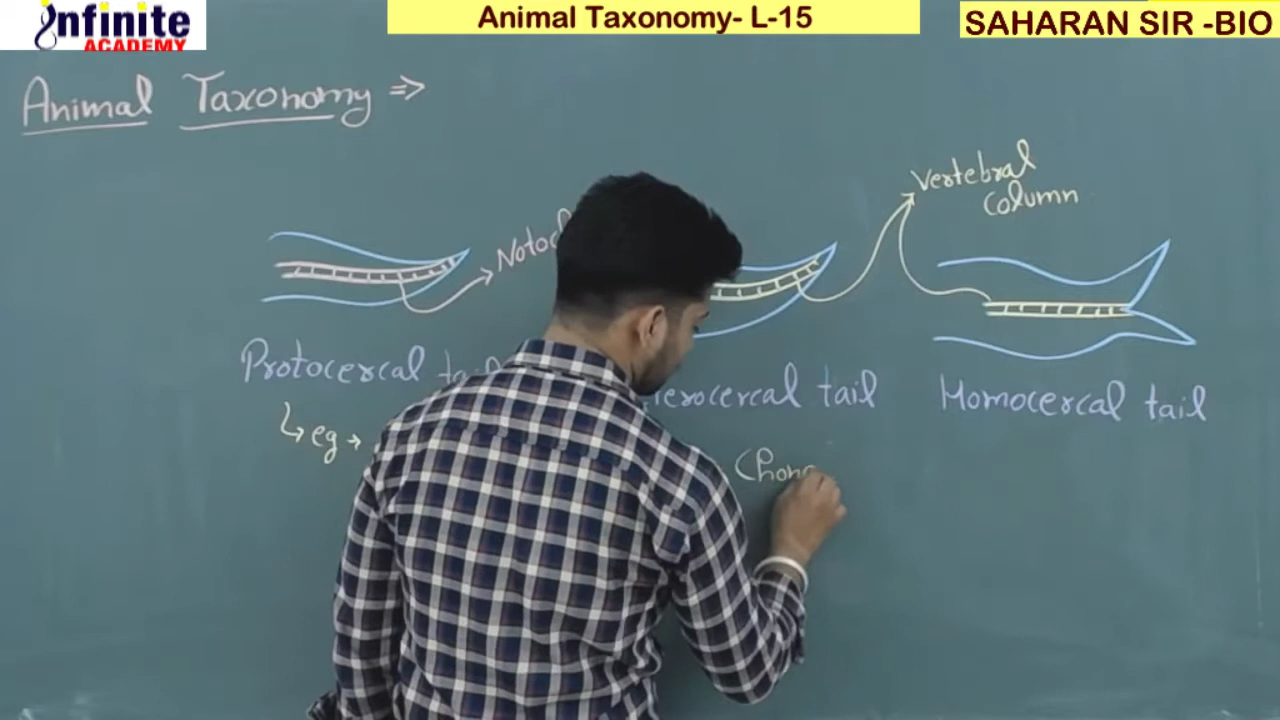 infinite
ACADEMY
Animal Taxonomy- L-15
SAHARAN SIR -BIO
Animal Taxonomy ⇒
Vertebral
column
Protocercal
tail
Homocercal tail
↳ eg →